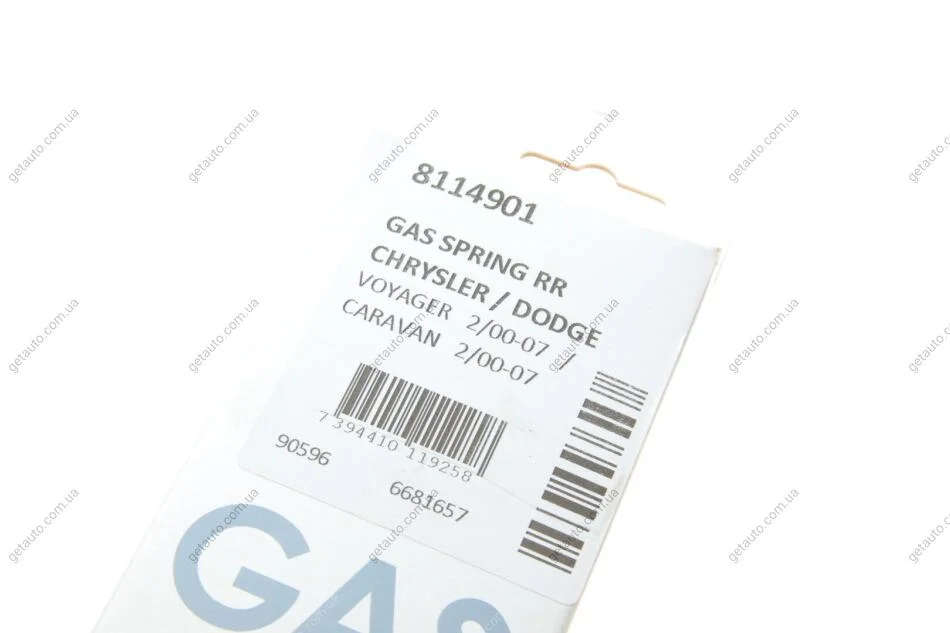 8114901
GAS SPRING RR
CHRYSLER / DODGE
VOYAGER 2/00-07 /
CARAVAN 2/00-07
7 394410 119258
90596
6681657
GAS
getauto.com.ua